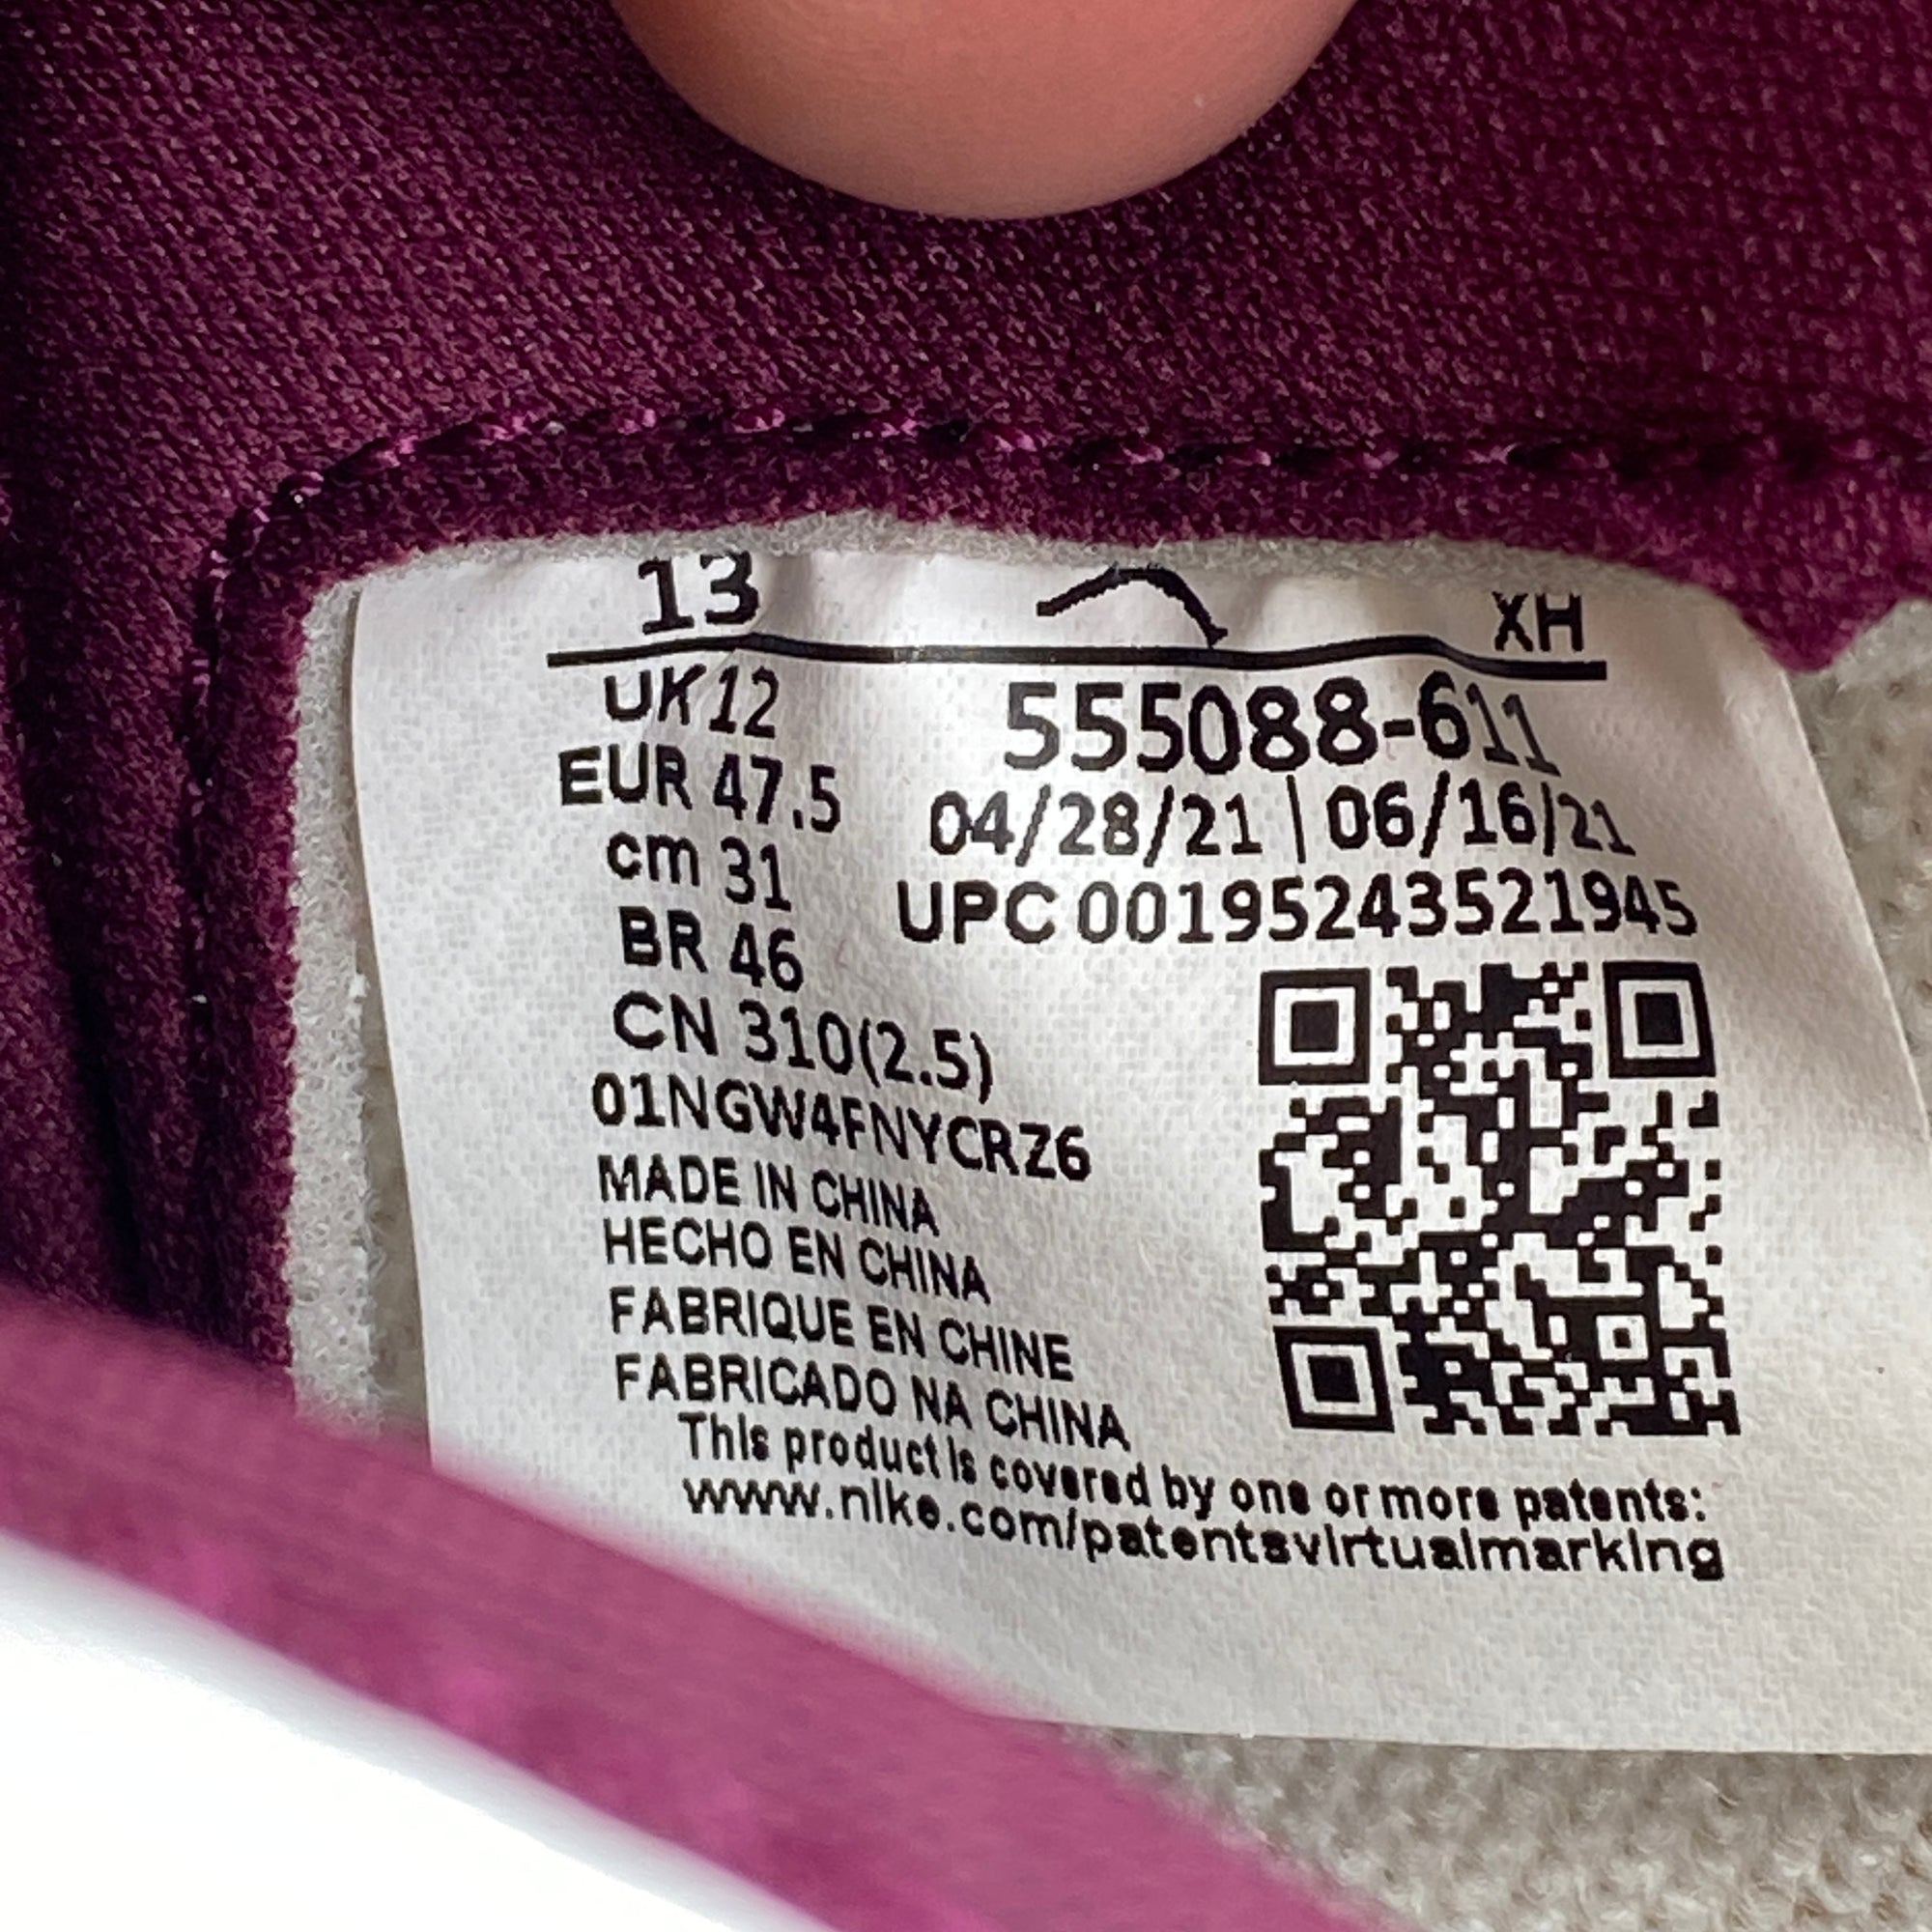 13 XH
UK 12
555088-611
EUR 47.5
04/28/21 | 06/16/21
cm 31
UPC 00195243521945
BR 46
CN 310(2.5)
01NGW4FNYCRZ6
MADE IN CHINA
HECHO EN CHINA
FABRIQUE EN CHINE
FABRICADO NA CHINA
This product is covered by one or more patents:
www.nike.com/patentsvirtualmarking